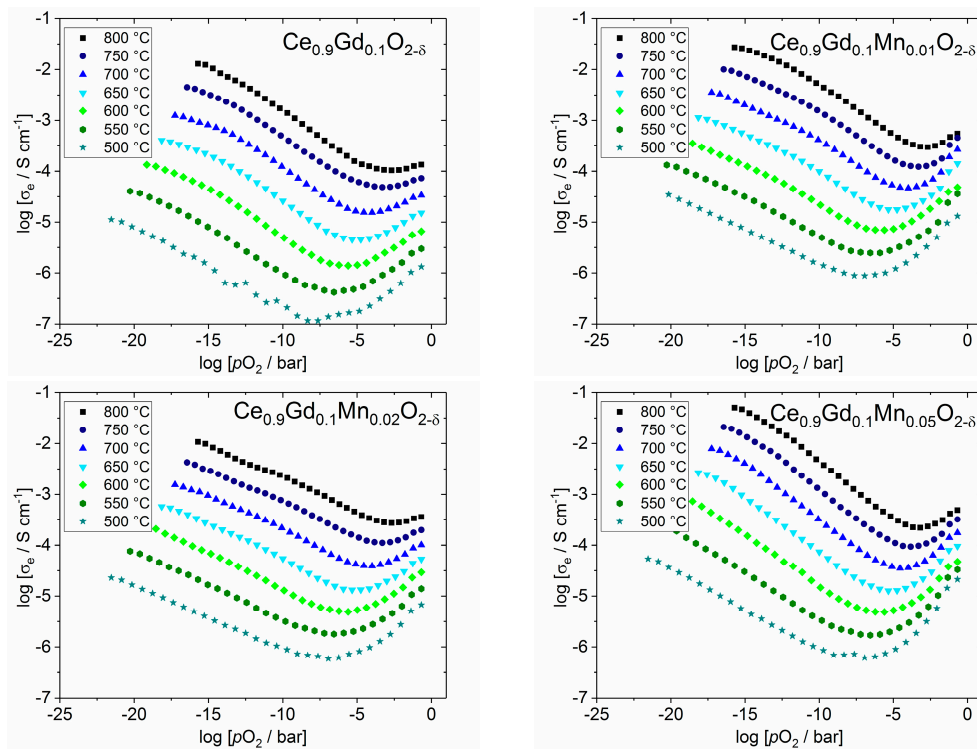 Ce0.9Gd0.1O2-δ
800 °C
750 °C
700 °C
650 °C
600 °C
550 °C
500 °C
-1
-2
-3
-4
-5
-6
-7
log [σe / S cm-1]
-25 -20 -15 -10 -5 0
log [pO2 / bar]
Ce0.9Gd0.1Mn0.01O2-δ
800 °C
750 °C
700 °C
650 °C
600 °C
550 °C
500 °C
-1
-2
-3
-4
-5
-6
-7
log [σe / S cm-1]
-25 -20 -15 -10 -5 0
log [pO2 / bar]
Ce0.9Gd0.1Mn0.02O2-δ
800 °C
750 °C
700 °C
650 °C
600 °C
550 °C
500 °C
-1
-2
-3
-4
-5
-6
-7
log [σe / S cm-1]
-25 -20 -15 -10 -5 0
log [pO2 / bar]
Ce0.9Gd0.1Mn0.05O2-δ
800 °C
750 °C
700 °C
650 °C
600 °C
550 °C
500 °C
-1
-2
-3
-4
-5
-6
-7
log [σe / S cm-1]
-25 -20 -15 -10 -5 0
log [pO2 / bar]